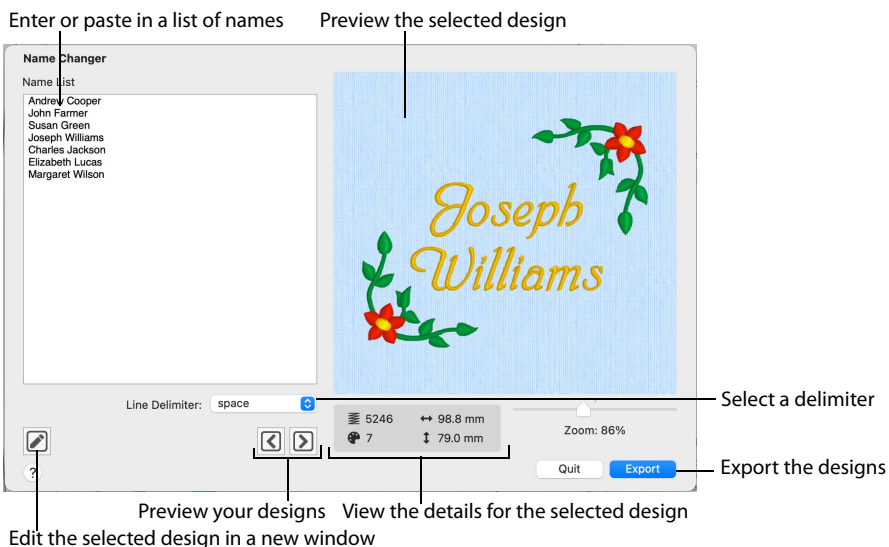 Enter or paste in a list of names
Preview the selected design
Name Changer
Name List
Andrew Cooper
John Farmer
Susan Green
Joseph Williams
Charles Jackson
Elizabeth Lucas
Margaret Wilson
Joseph
Williams
Line Delimiter: space
Select a delimiter
5246 98.8 mm
7 79.0 mm
Zoom: 86%
?
Quit Export
Export the designs
Preview your designs View the details for the selected design
Edit the selected design in a new window